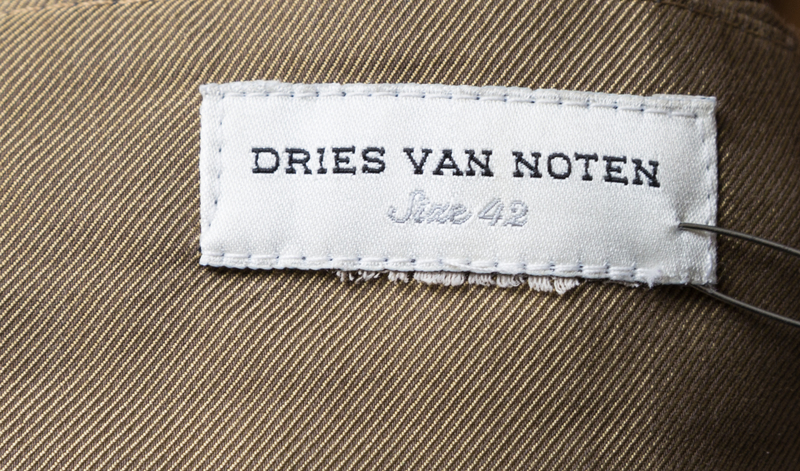 DRIES VAN NOTEN
Size 42